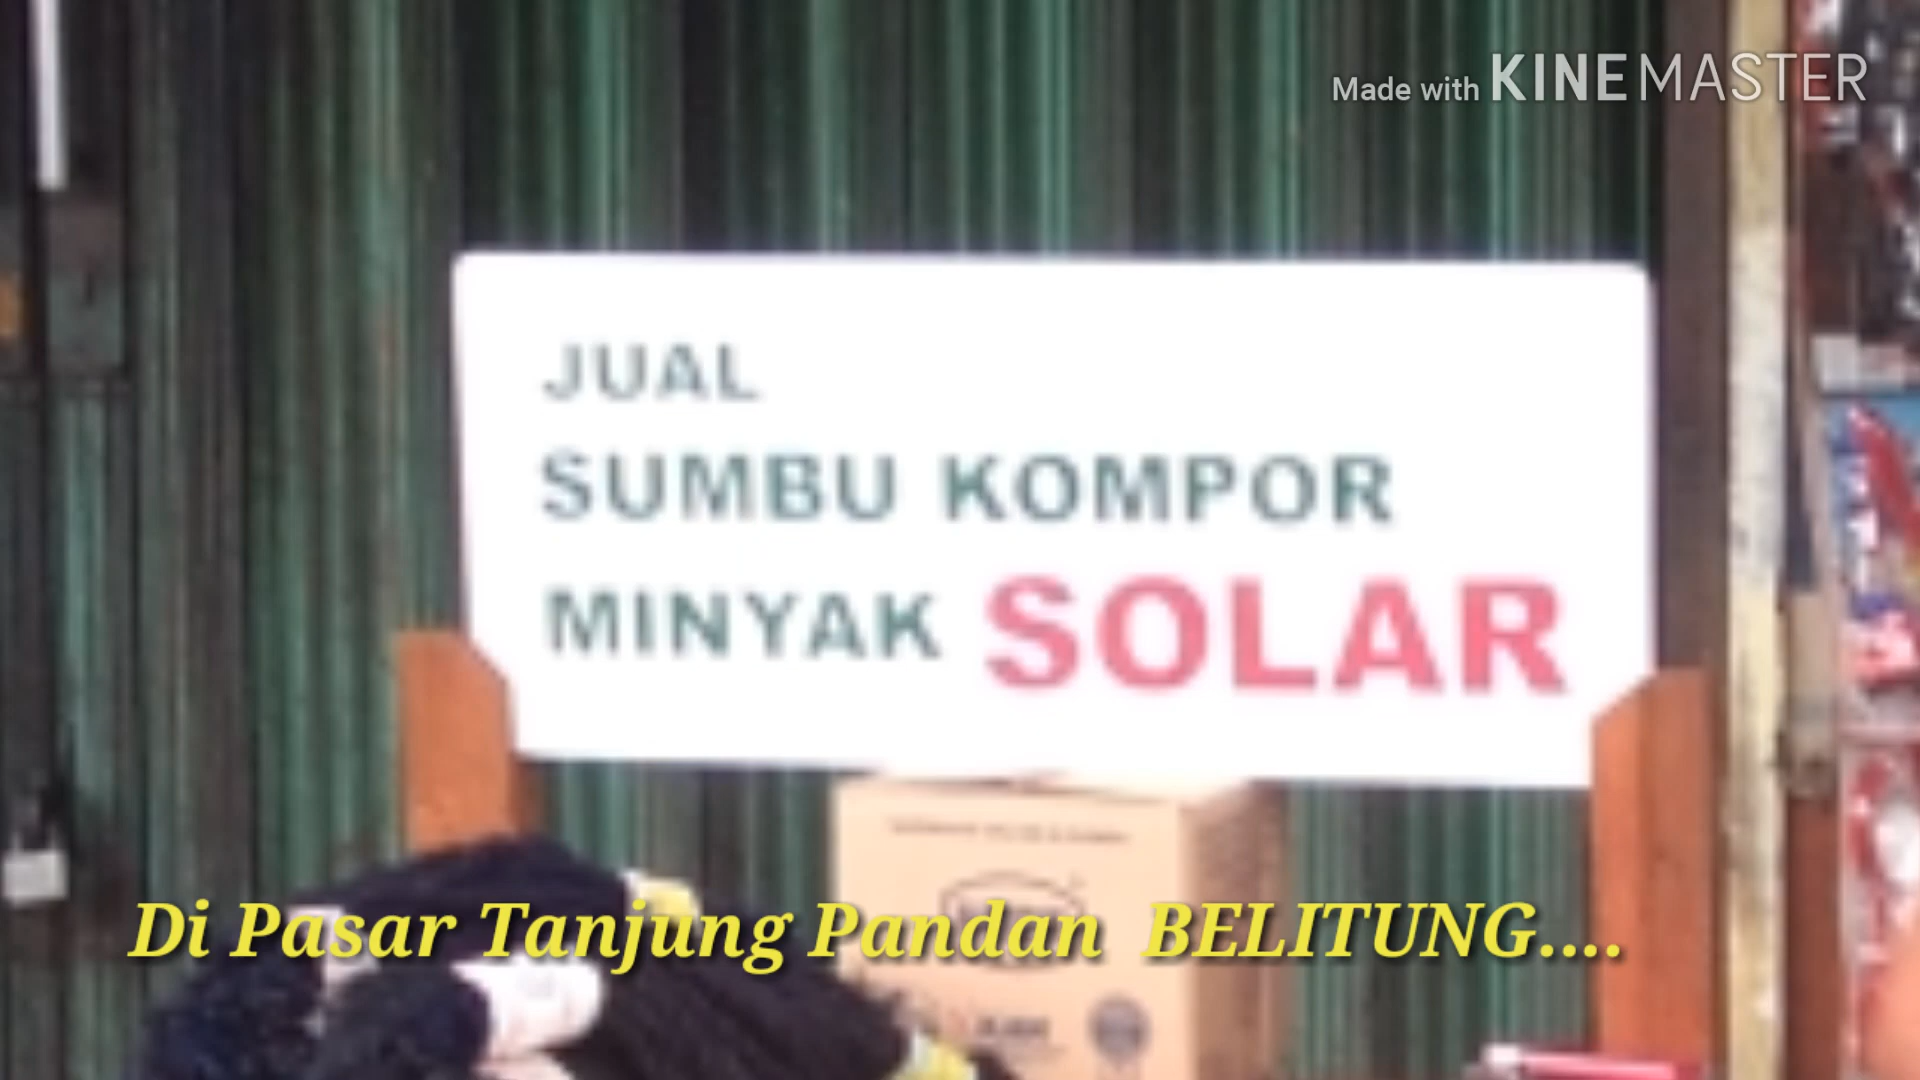 Made with KINEMASTER
JUAL
SUMBU KOMPOR
MINYAK SOLAR
Di Pasar Tanjung Pandan BELITUNG....